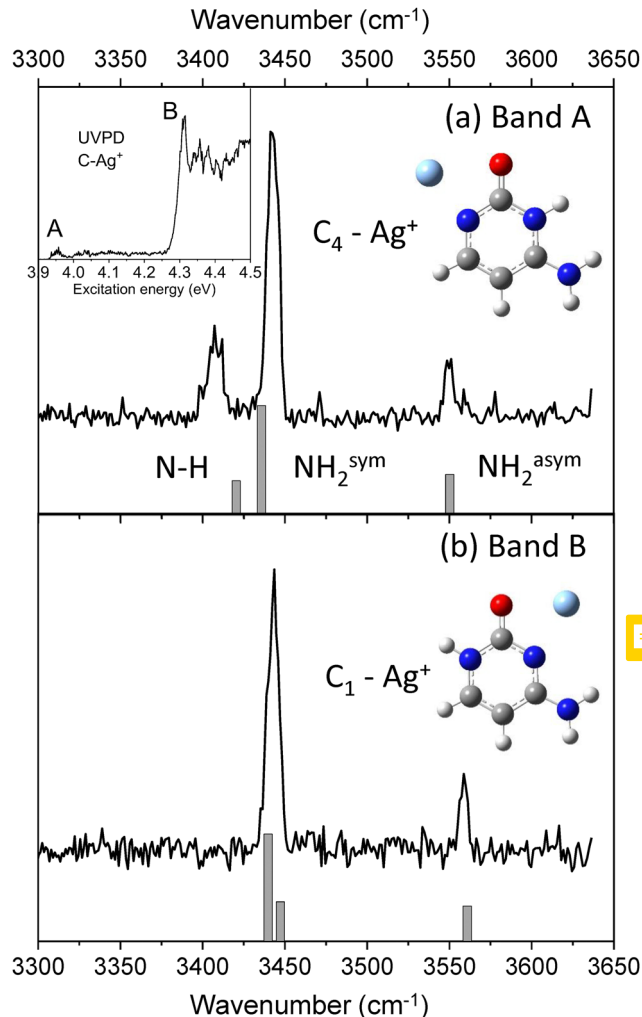 Wavenumber (cm⁻¹)
3300 3350 3400 3450 3500 3550 3600 3650
(a) Band A
B
UVPD
C-Ag⁺
A
3.9 4.0 4.1 4.2 4.3 4.4 4.5
Excitation energy (eV)
C₄ - Ag⁺
N-H NH₂ˢʸᵐ NH₂ᵃˢʸᵐ
(b) Band B
C₁ - Ag⁺
3300 3350 3400 3450 3500 3550 3600 3650
Wavenumber (cm⁻¹)